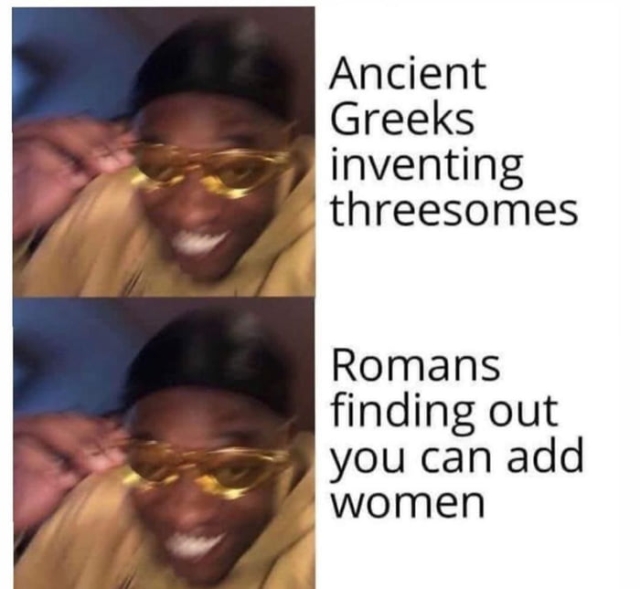 Ancient
Greeks
inventing
threesomes
Romans
finding out
you can add
women